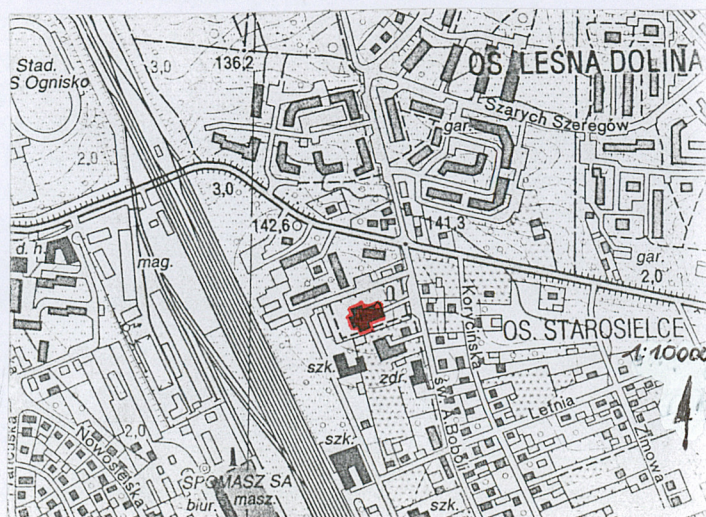 Stad.
S Ognisko
3,0
136,2
OS. LEŚNA DOLINA
Szarych Szeregów
gar.
2,0
3,0
142,6
141,3
d. h.
mag.
gar.
2,0
Korycińska
OS. STAROSIELCE
1:10000
szk.
zdr.
św. A. Boboli
Letnia
Zimowa
Nowosielska
2,0
szk.
SPOMASZ SA
biur.
masz.
szk.